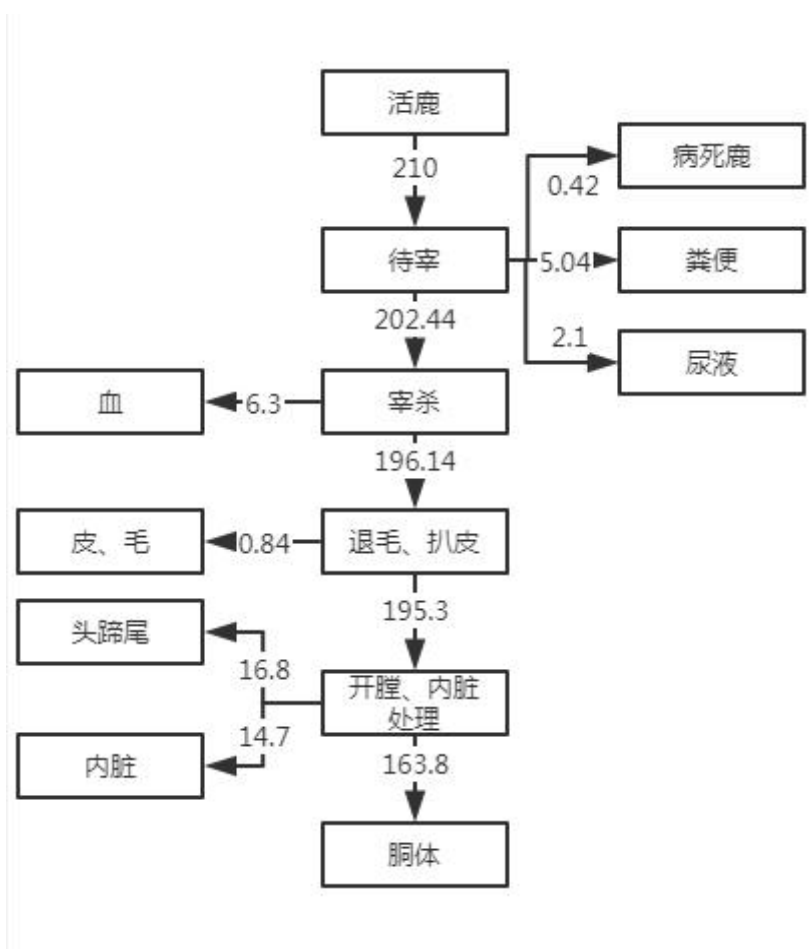 活鹿
210
病死鹿
0.42
待宰
5.04
粪便
202.44
2.1
尿液
血
6.3
宰杀
196.14
皮、毛
0.84
退毛、扒皮
195.3
头蹄尾
16.8
开膛、内脏
处理
14.7
内脏
163.8
胴体